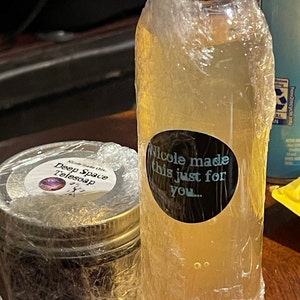 Deep Space
Telesoap
Nicole made
this just for
you...